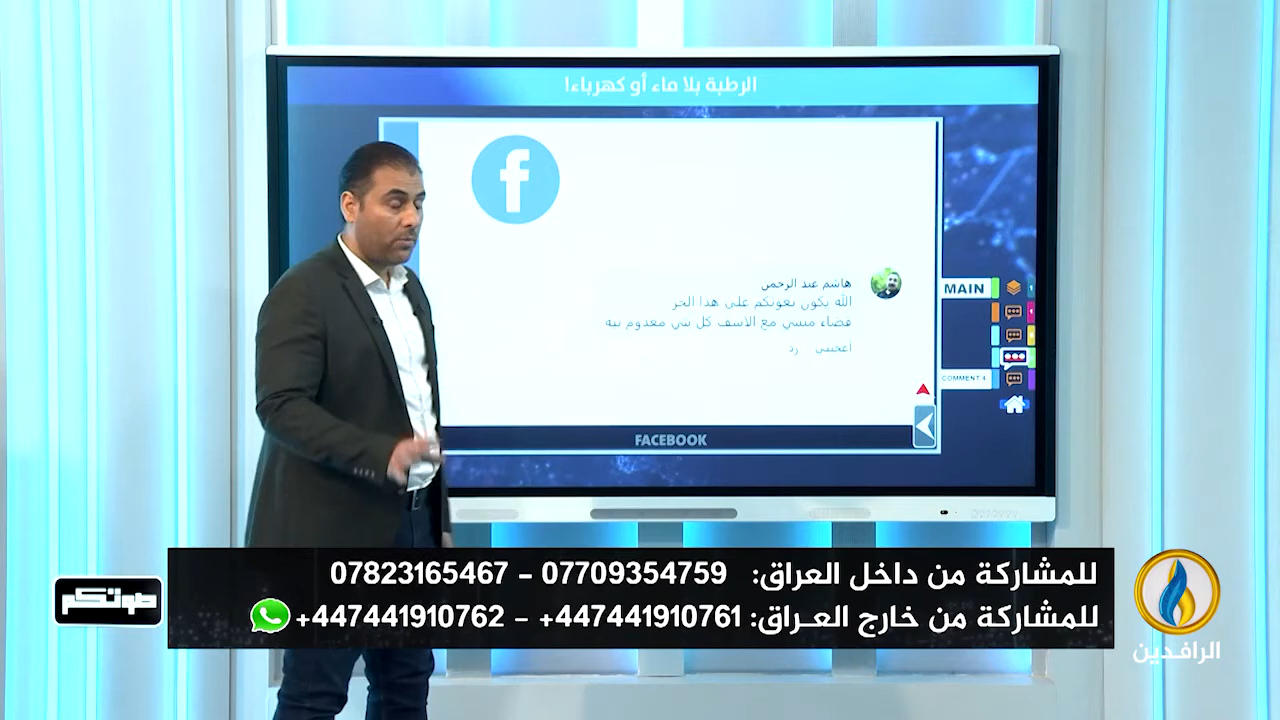 الرطبة بلا ماء أو كهرباء!
f
هاشم عبد الرحمن
الله يكون بعونكم على هذا الحر
قضاء منسي مع الاسف كل شي معدوم بيه
أعجبني رد
MAIN
COMMENT 4
FACEBOOK
للمشاركة من داخل العراق: 07709354759 - 07823165467
للمشاركة من خارج العـراق: 447441910761+ - 447441910762+
صوتكم
الرافدين